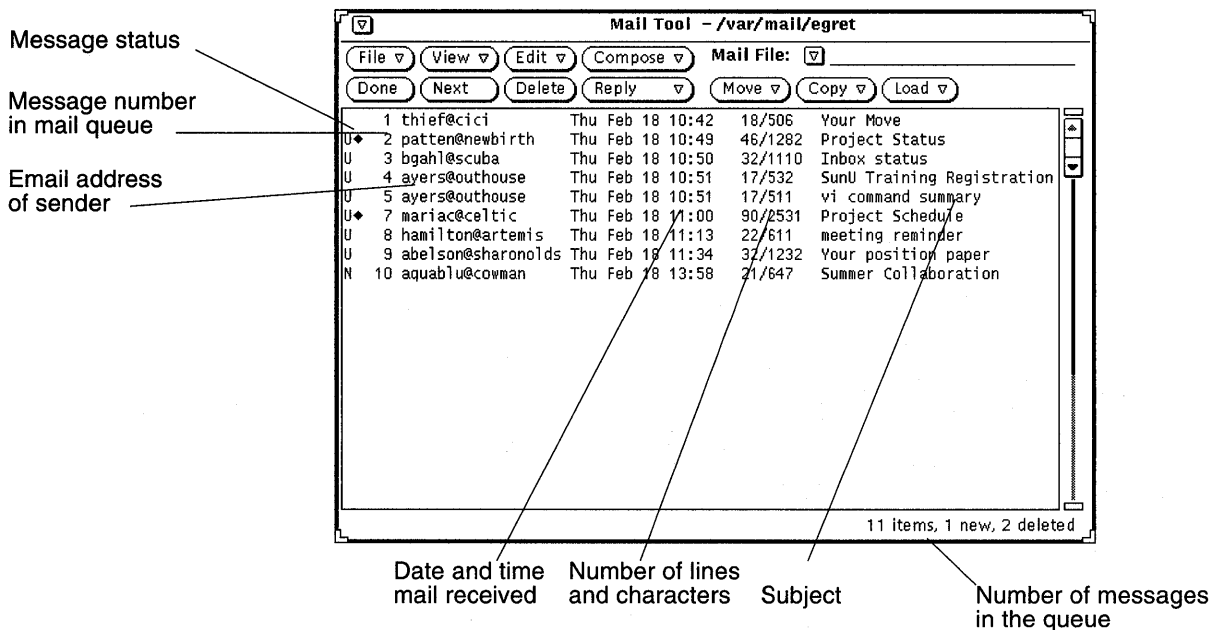 Mail Tool - /var/mail/egret
File View Edit Compose Mail File:
Done Next Delete Reply Move Copy Load
1 thief@cici Thu Feb 18 10:42 18/506 Your Move
U◆ 2 patten@newbirth Thu Feb 18 10:49 46/1282 Project Status
U 3 bgahl@scuba Thu Feb 18 10:50 32/1110 Inbox status
U 4 ayers@outhouse Thu Feb 18 10:51 17/532 SunU Training Registration
U 5 ayers@outhouse Thu Feb 18 10:51 17/511 vi command summary
U◆ 7 mariac@celtic Thu Feb 18 11:00 90/2531 Project Schedule
U 8 hamilton@artemis Thu Feb 18 11:13 22/611 meeting reminder
U 9 abelson@sharonolds Thu Feb 18 11:34 32/1232 Your position paper
N 10 aquablu@cowman Thu Feb 18 13:58 21/647 Summer Collaboration
11 items, 1 new, 2 deleted
Message status
Message number
in mail queue
Email address
of sender
Date and time
mail received
Number of lines
and characters
Subject
Number of messages
in the queue